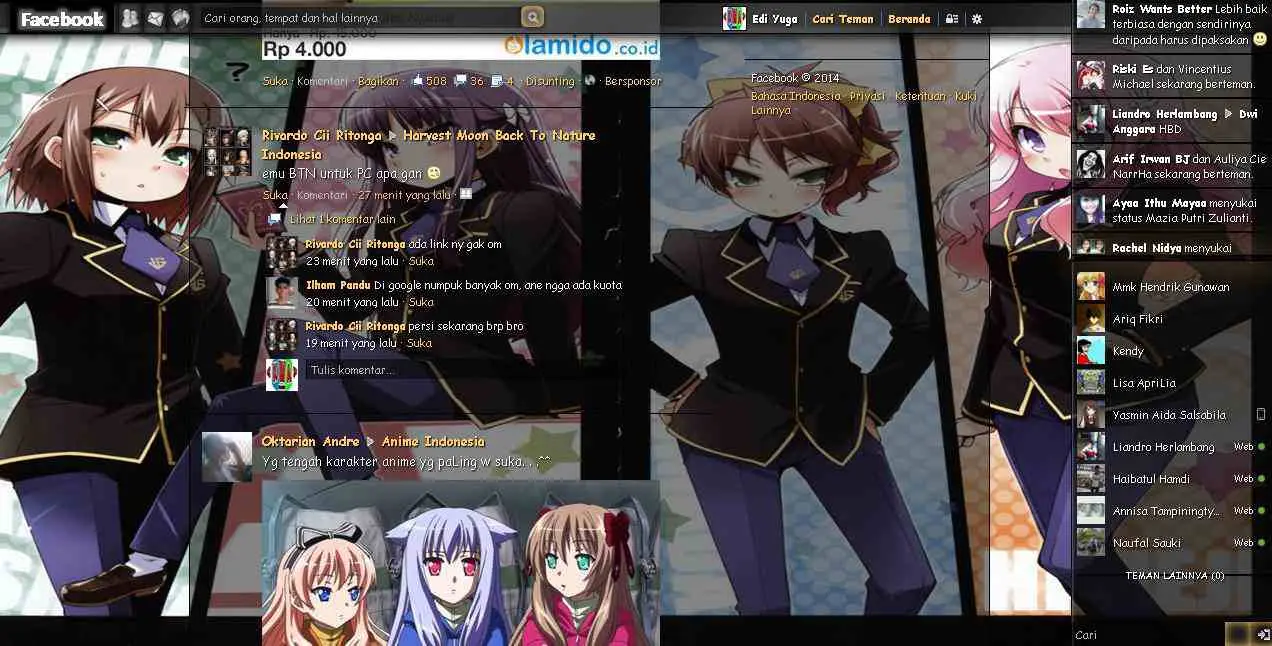 Facebook
Cari orang, tempat dan hal lainnya
Edi Yuga
Cari Teman
Beranda
Rp 4.000
lamido.co.id
Suka · Komentari · Bagikan · 508 36 4 · Disunting · · Bersponsor
Rivardo Cii Ritonga ▶ Harvest Moon Back To Nature
Indonesia
emu BTN untuk PC apa gan
Suka · Komentari · 27 menit yang lalu ·
Lihat 1 komentar lain
Rivardo Cii Ritonga ada link ny gak om
23 menit yang lalu · Suka
Ilham Pandu Di google numpuk banyak om, ane ngga ada kuota
20 menit yang lalu · Suka
Rivardo Cii Ritonga persi sekarang brp bro
19 menit yang lalu · Suka
Tulis komentar...
Oktarian Andre ▶ Anime Indonesia
Yg tengah karakter anime yg paLing w suka. . .^^
Facebook © 2014
Bahasa Indonesia · Privasi · Ketentuan · Kuki ·
Lainnya
Roiz Wants Better Lebih baik
terbiasa dengan sendirinya
daripada harus dipaksakan
Riski Es dan Vincentius
Michael sekarang berteman.
Liandro Herlambang ▶ Dwi
Anggara HBD
Arif Irwan BJ dan Auliya Cie
NarrHa sekarang berteman.
Ayaa Ithu Mayaa menyukai
status Mazia Putri Zulianti.
Rachel Nidya menyukai
Mmk Hendrik Gunawan
Ariq Fikri
Kendy
Lisa ApriLia
Yasmin Aida Salsabila
Liandro Herlambang Web
Haibatul Hamdi Web
Annisa Tampiningty... Web
Naufal Sauki Web
TEMAN LAINNYA (0)
Cari